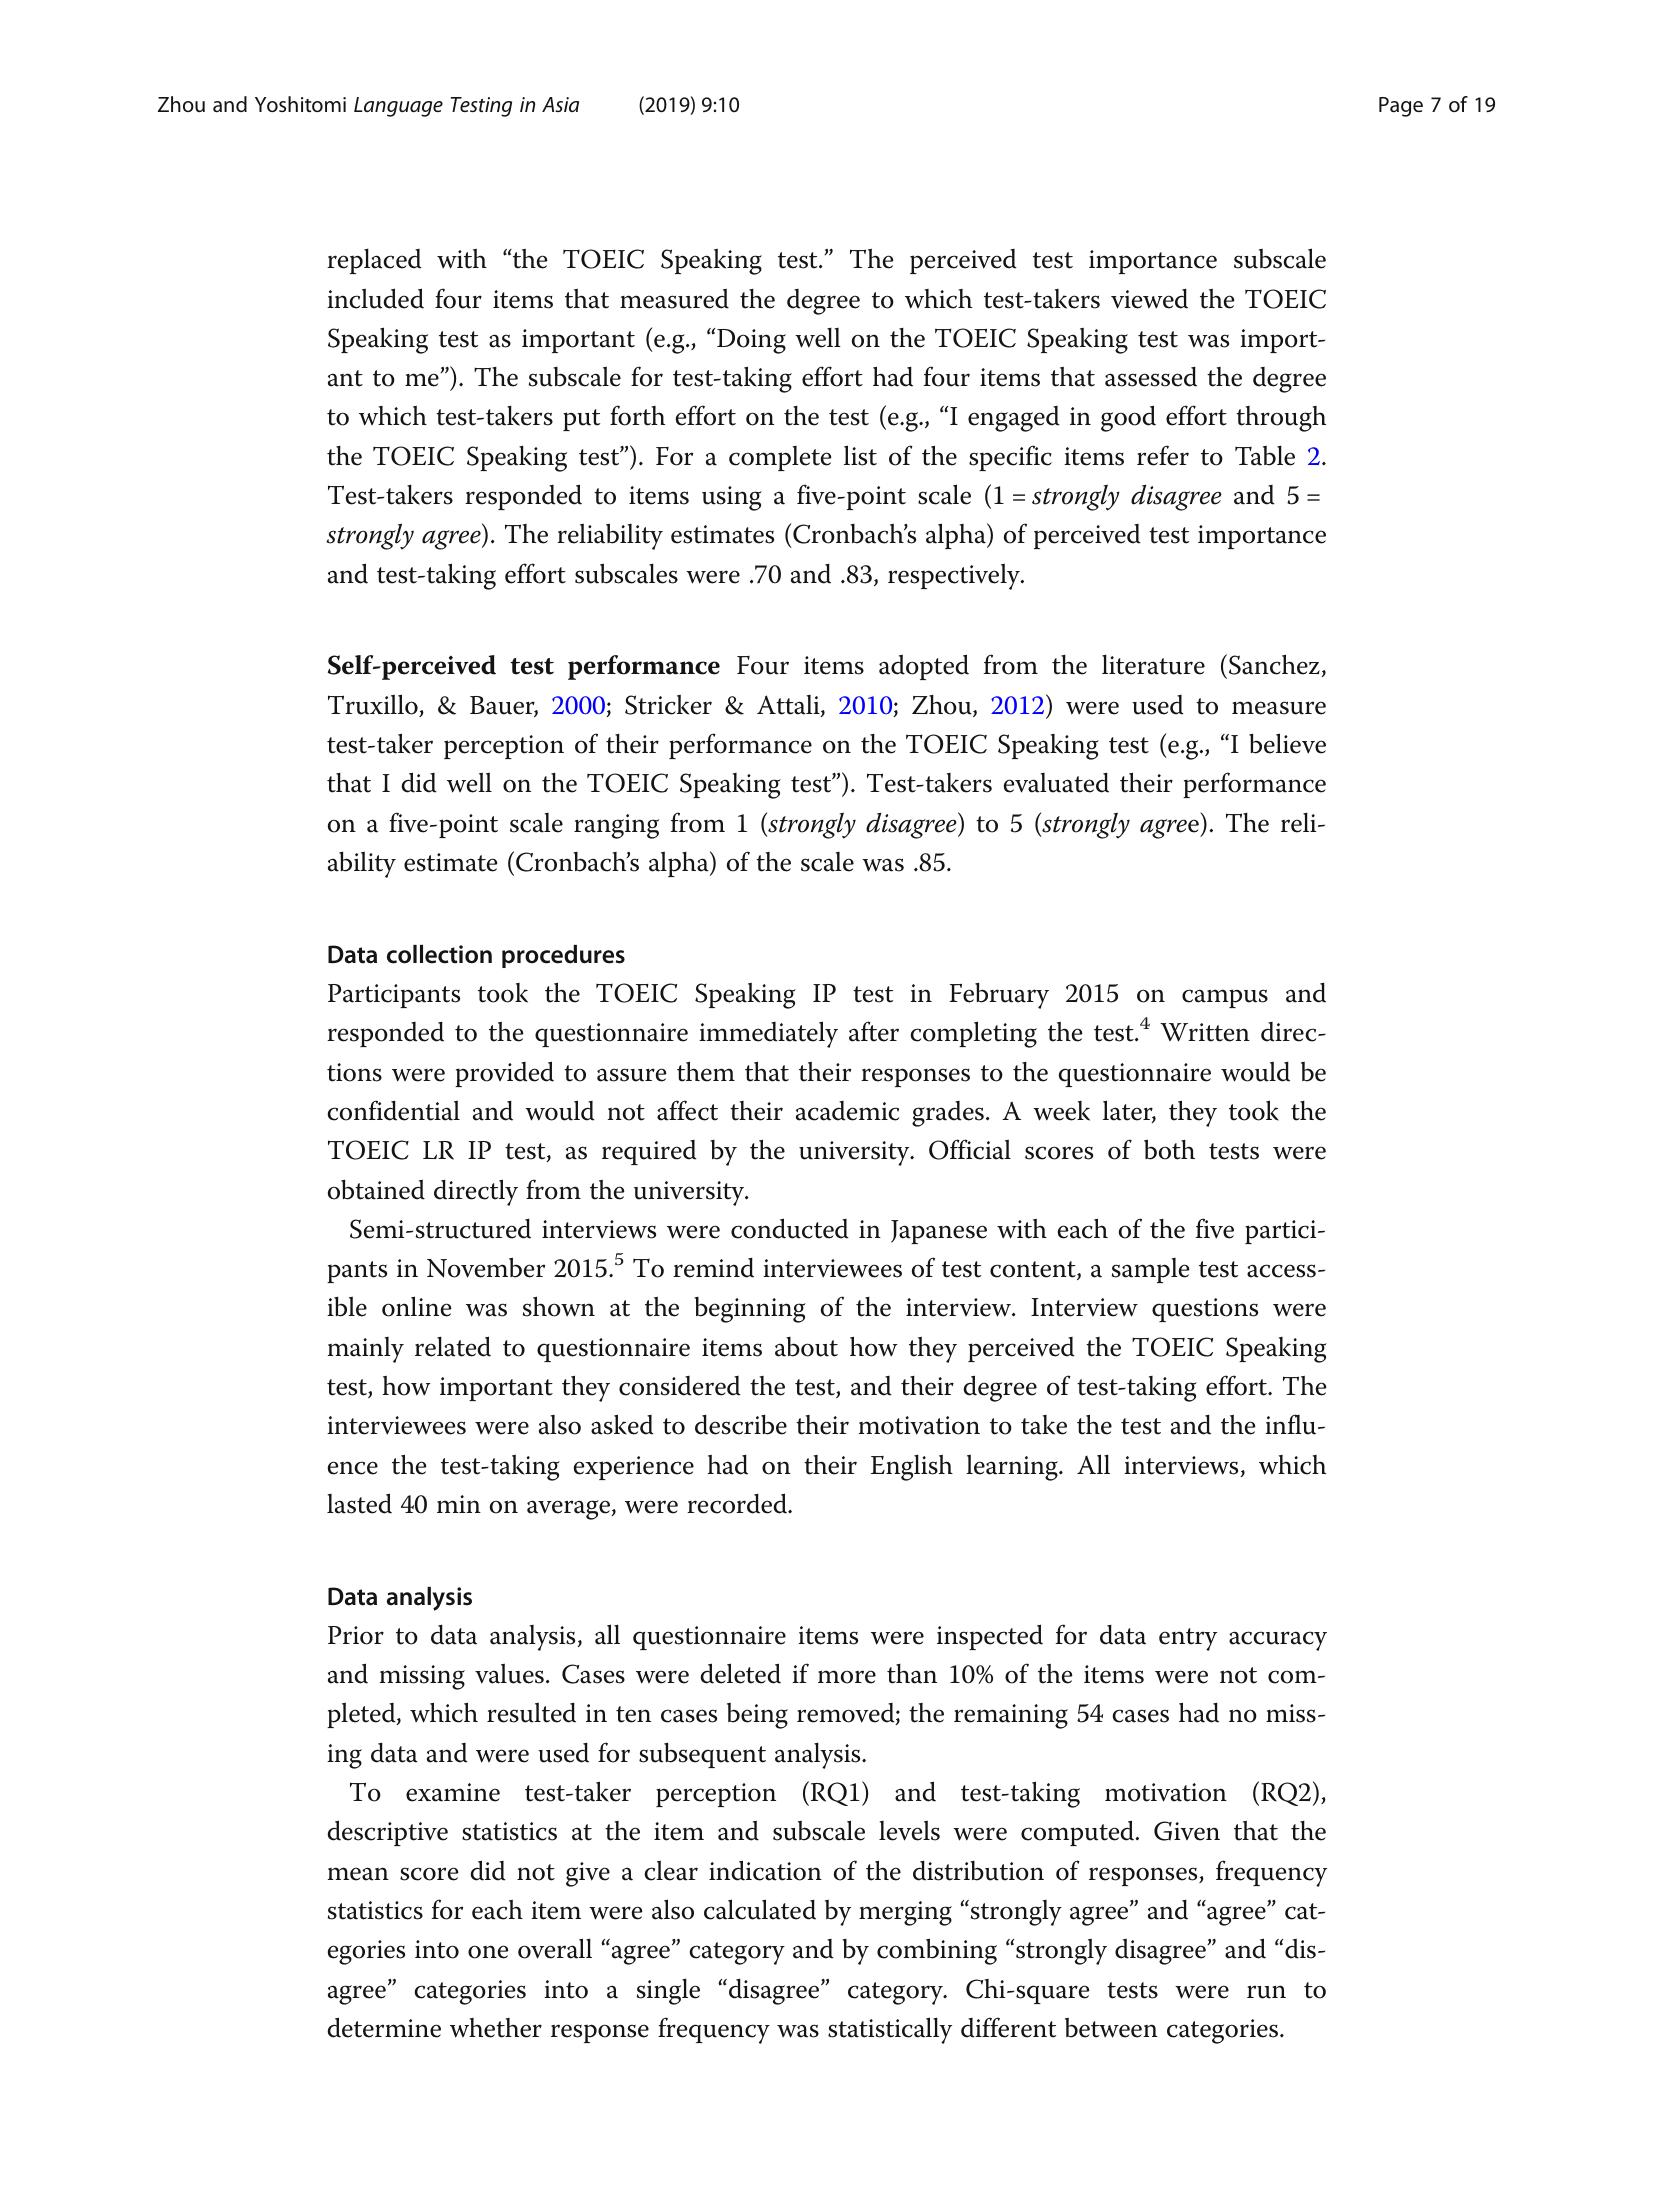 Zhou and Yoshitomi Language Testing in Asia (2019) 9:10 Page 7 of 19
replaced with “the TOEIC Speaking test.” The perceived test importance subscale
included four items that measured the degree to which test-takers viewed the TOEIC
Speaking test as important (e.g., “Doing well on the TOEIC Speaking test was import-
ant to me”). The subscale for test-taking effort had four items that assessed the degree
to which test-takers put forth effort on the test (e.g., “I engaged in good effort through
the TOEIC Speaking test”). For a complete list of the specific items refer to Table 2.
Test-takers responded to items using a five-point scale (1 = strongly disagree and 5 =
strongly agree). The reliability estimates (Cronbach’s alpha) of perceived test importance
and test-taking effort subscales were .70 and .83, respectively.
Self-perceived test performance Four items adopted from the literature (Sanchez,
Truxillo, & Bauer, 2000; Stricker & Attali, 2010; Zhou, 2012) were used to measure
test-taker perception of their performance on the TOEIC Speaking test (e.g., “I believe
that I did well on the TOEIC Speaking test”). Test-takers evaluated their performance
on a five-point scale ranging from 1 (strongly disagree) to 5 (strongly agree). The reli-
ability estimate (Cronbach’s alpha) of the scale was .85.
Data collection procedures
Participants took the TOEIC Speaking IP test in February 2015 on campus and
responded to the questionnaire immediately after completing the test.4 Written direc-
tions were provided to assure them that their responses to the questionnaire would be
confidential and would not affect their academic grades. A week later, they took the
TOEIC LR IP test, as required by the university. Official scores of both tests were
obtained directly from the university.
Semi-structured interviews were conducted in Japanese with each of the five partici-
pants in November 2015.5 To remind interviewees of test content, a sample test access-
ible online was shown at the beginning of the interview. Interview questions were
mainly related to questionnaire items about how they perceived the TOEIC Speaking
test, how important they considered the test, and their degree of test-taking effort. The
interviewees were also asked to describe their motivation to take the test and the influ-
ence the test-taking experience had on their English learning. All interviews, which
lasted 40 min on average, were recorded.
Data analysis
Prior to data analysis, all questionnaire items were inspected for data entry accuracy
and missing values. Cases were deleted if more than 10% of the items were not com-
pleted, which resulted in ten cases being removed; the remaining 54 cases had no miss-
ing data and were used for subsequent analysis.
To examine test-taker perception (RQ1) and test-taking motivation (RQ2),
descriptive statistics at the item and subscale levels were computed. Given that the
mean score did not give a clear indication of the distribution of responses, frequency
statistics for each item were also calculated by merging “strongly agree” and “agree” cat-
egories into one overall “agree” category and by combining “strongly disagree” and “dis-
agree” categories into a single “disagree” category. Chi-square tests were run to
determine whether response frequency was statistically different between categories.